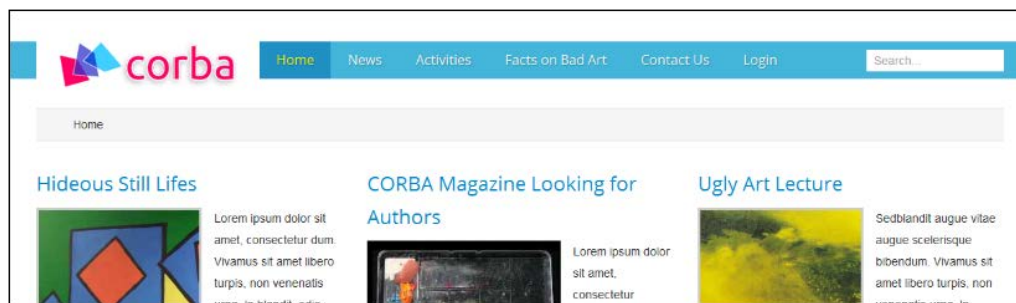 corba
Home News Activities Facts on Bad Art Contact Us Login Search...
Home
Hideous Still Lifes
Lorem ipsum dolor sit
amet, consectetur dum.
Vivamus sit amet libero
turpis, non venenatis
CORBA Magazine Looking for
Authors
Lorem ipsum dolor
sit amet,
consectetur
Ugly Art Lecture
Sedblandit augue vitae
augue scelerisque
bibendum. Vivamus sit
amet libero turpis, non